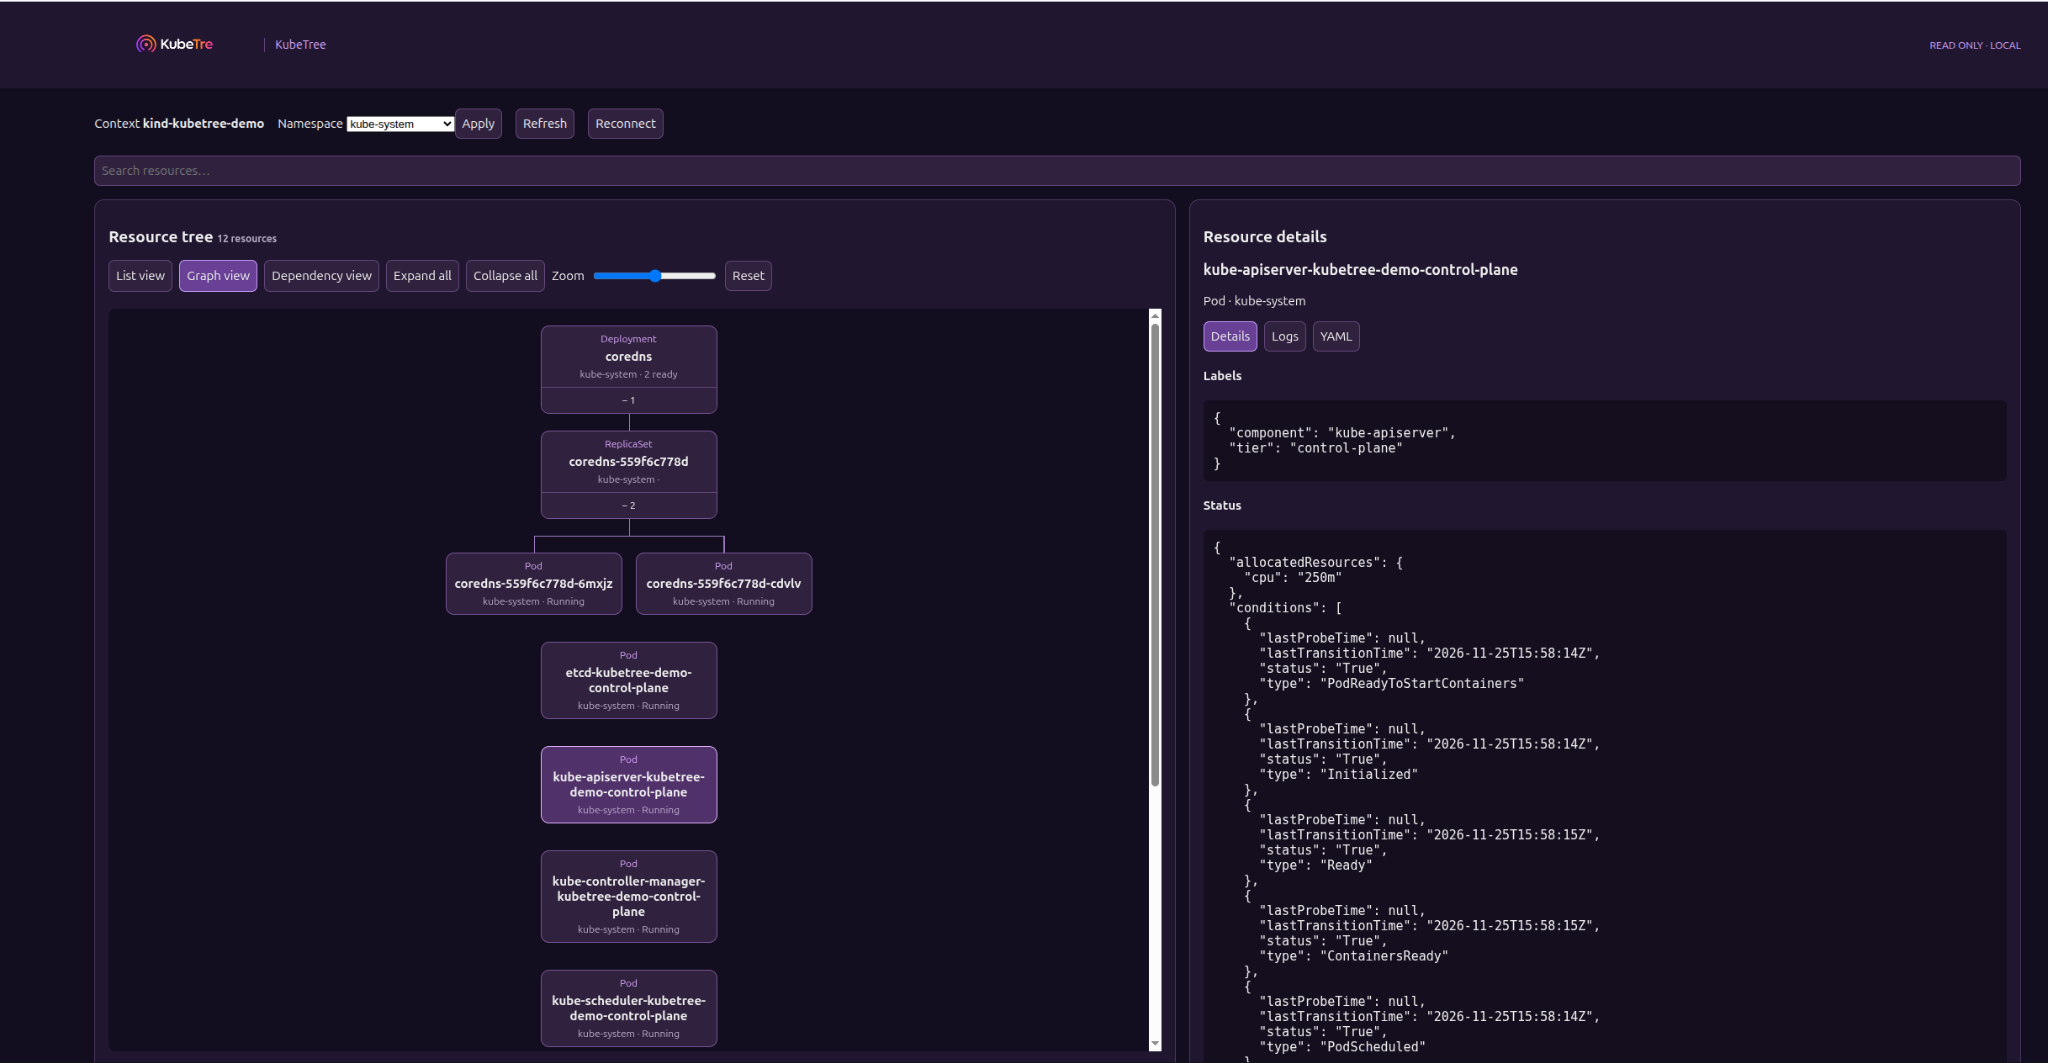 KubeTre
KubeTree
READ ONLY · LOCAL
Context kind-kubetree-demo Namespace kube-system Apply Refresh Reconnect
Search resources...
Resource tree 12 resources
List view Graph view Dependency view Expand all Collapse all Zoom Reset
Deployment
coredns
kube-system · 2 ready
− 1
ReplicaSet
coredns-559f6c778d
kube-system ·
− 2
Pod
coredns-559f6c778d-6mxjz
kube-system · Running
Pod
coredns-559f6c778d-cdvlv
kube-system · Running
Pod
etcd-kubetree-demo-
control-plane
kube-system · Running
Pod
kube-apiserver-kubetree-
demo-control-plane
kube-system · Running
Pod
kube-controller-manager-
kubetree-demo-control-
plane
kube-system · Running
Pod
kube-scheduler-kubetree-
demo-control-plane
kube-system · Running
Resource details
kube-apiserver-kubetree-demo-control-plane
Pod · kube-system
Details Logs YAML
Labels
{
  "component": "kube-apiserver",
  "tier": "control-plane"
}
Status
{
  "allocatedResources": {
    "cpu": "250m"
  },
  "conditions": [
    {
      "lastProbeTime": null,
      "lastTransitionTime": "2026-11-25T15:58:14Z",
      "status": "True",
      "type": "PodReadyToStartContainers"
    },
    {
      "lastProbeTime": null,
      "lastTransitionTime": "2026-11-25T15:58:14Z",
      "status": "True",
      "type": "Initialized"
    },
    {
      "lastProbeTime": null,
      "lastTransitionTime": "2026-11-25T15:58:15Z",
      "status": "True",
      "type": "Ready"
    },
    {
      "lastProbeTime": null,
      "lastTransitionTime": "2026-11-25T15:58:15Z",
      "status": "True",
      "type": "ContainersReady"
    },
    {
      "lastProbeTime": null,
      "lastTransitionTime": "2026-11-25T15:58:14Z",
      "status": "True",
      "type": "PodScheduled"
    }